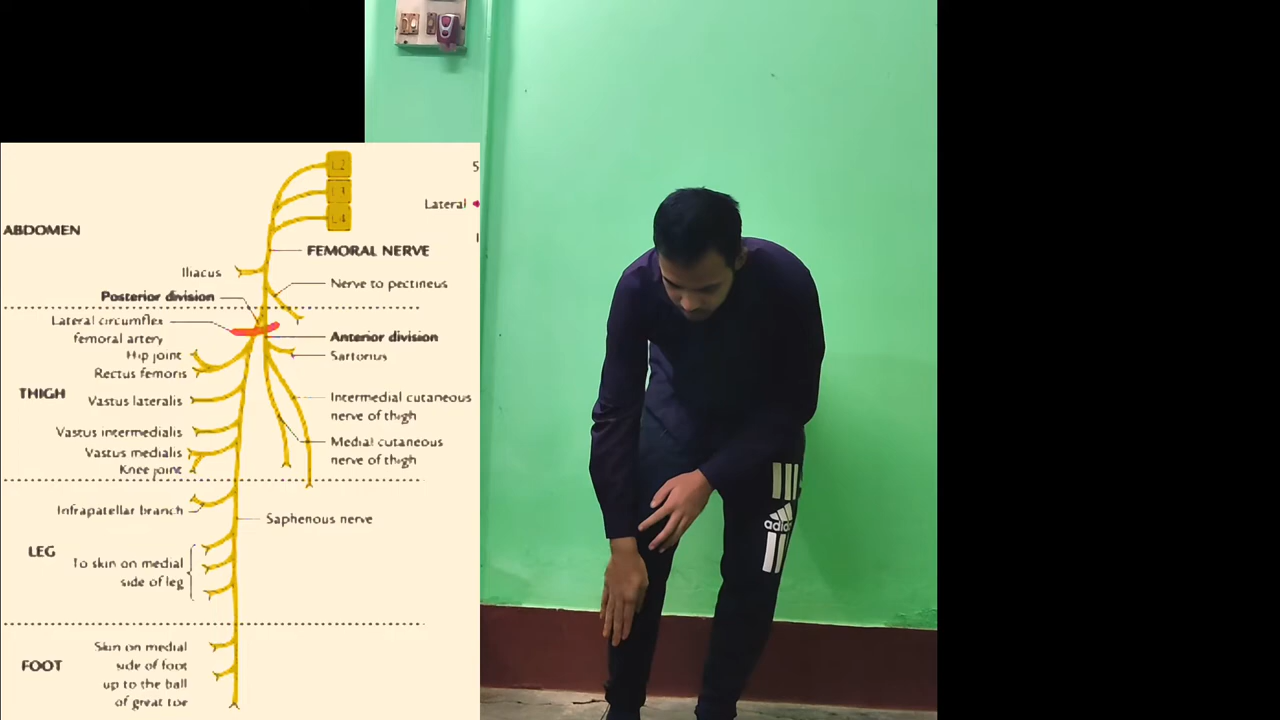 L2
L3
L4
5
Lateral
ABDOMEN
FEMORAL NERVE
Iliacus
Nerve to pectineus
Posterior division
Lateral circumflex
femoral artery
Anterior division
Hip joint
Sartorius
Rectus femoris
THIGH
Vastus lateralis
Intermedial cutaneous
nerve of thigh
Vastus intermedialis
Medial cutaneous
nerve of thigh
Vastus medialis
Knee joint
Infrapatellar branch
Saphenous nerve
LEG
To skin on medial
side of leg
Skin on medial
side of foot
up to the ball
of great toe
FOOT
adidas